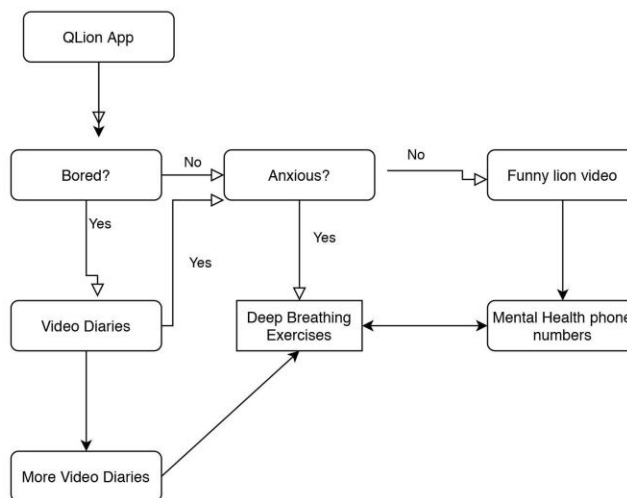 QLion App
Bored?
No
Anxious?
No
Funny lion video
Yes
Yes
Yes
Video Diaries
Deep Breathing
Exercises
Mental Health phone
numbers
More Video Diaries